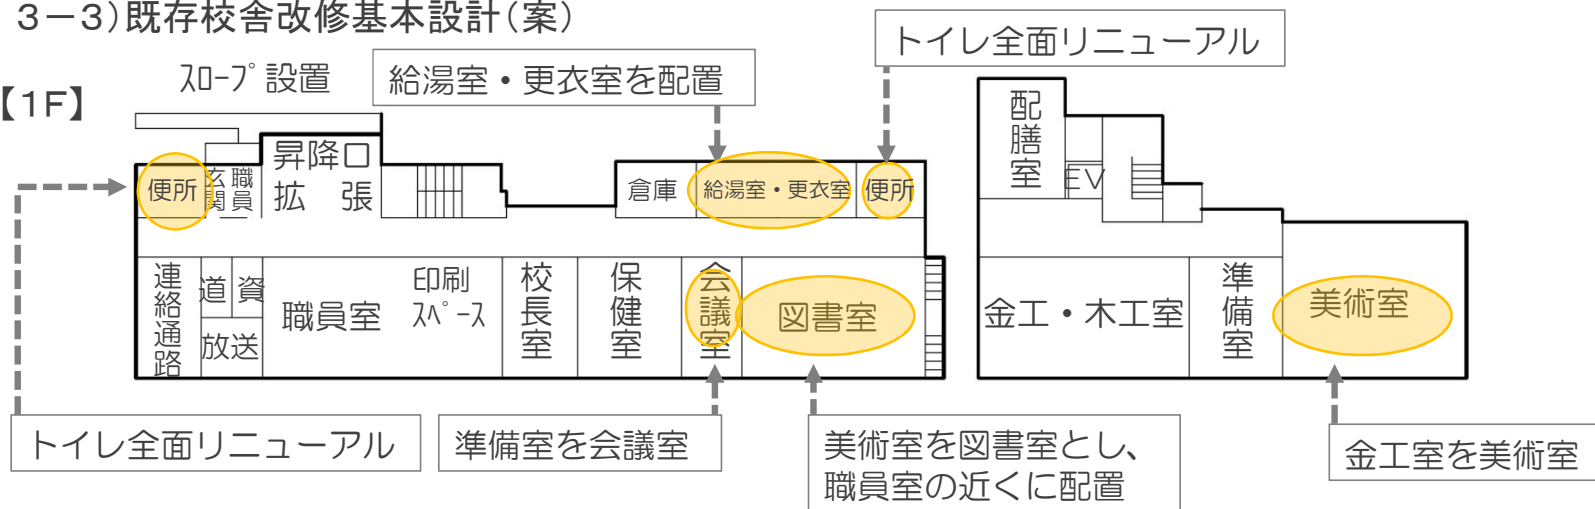 3-3)既存校舎改修基本設計(案)
トイレ全面リニューアル
スロープ設置
給湯室・更衣室を配置
【1F】
便所
玄関
職員
昇降口
拡 張
倉庫
給湯室・更衣室
便所
配膳室
EV
連絡通路
道
資
放送
職員室
印刷
スペース
校長室
保健室
会議室
図書室
金工・木工室
準備室
美術室
トイレ全面リニューアル
準備室を会議室
美術室を図書室とし、
職員室の近くに配置
金工室を美術室